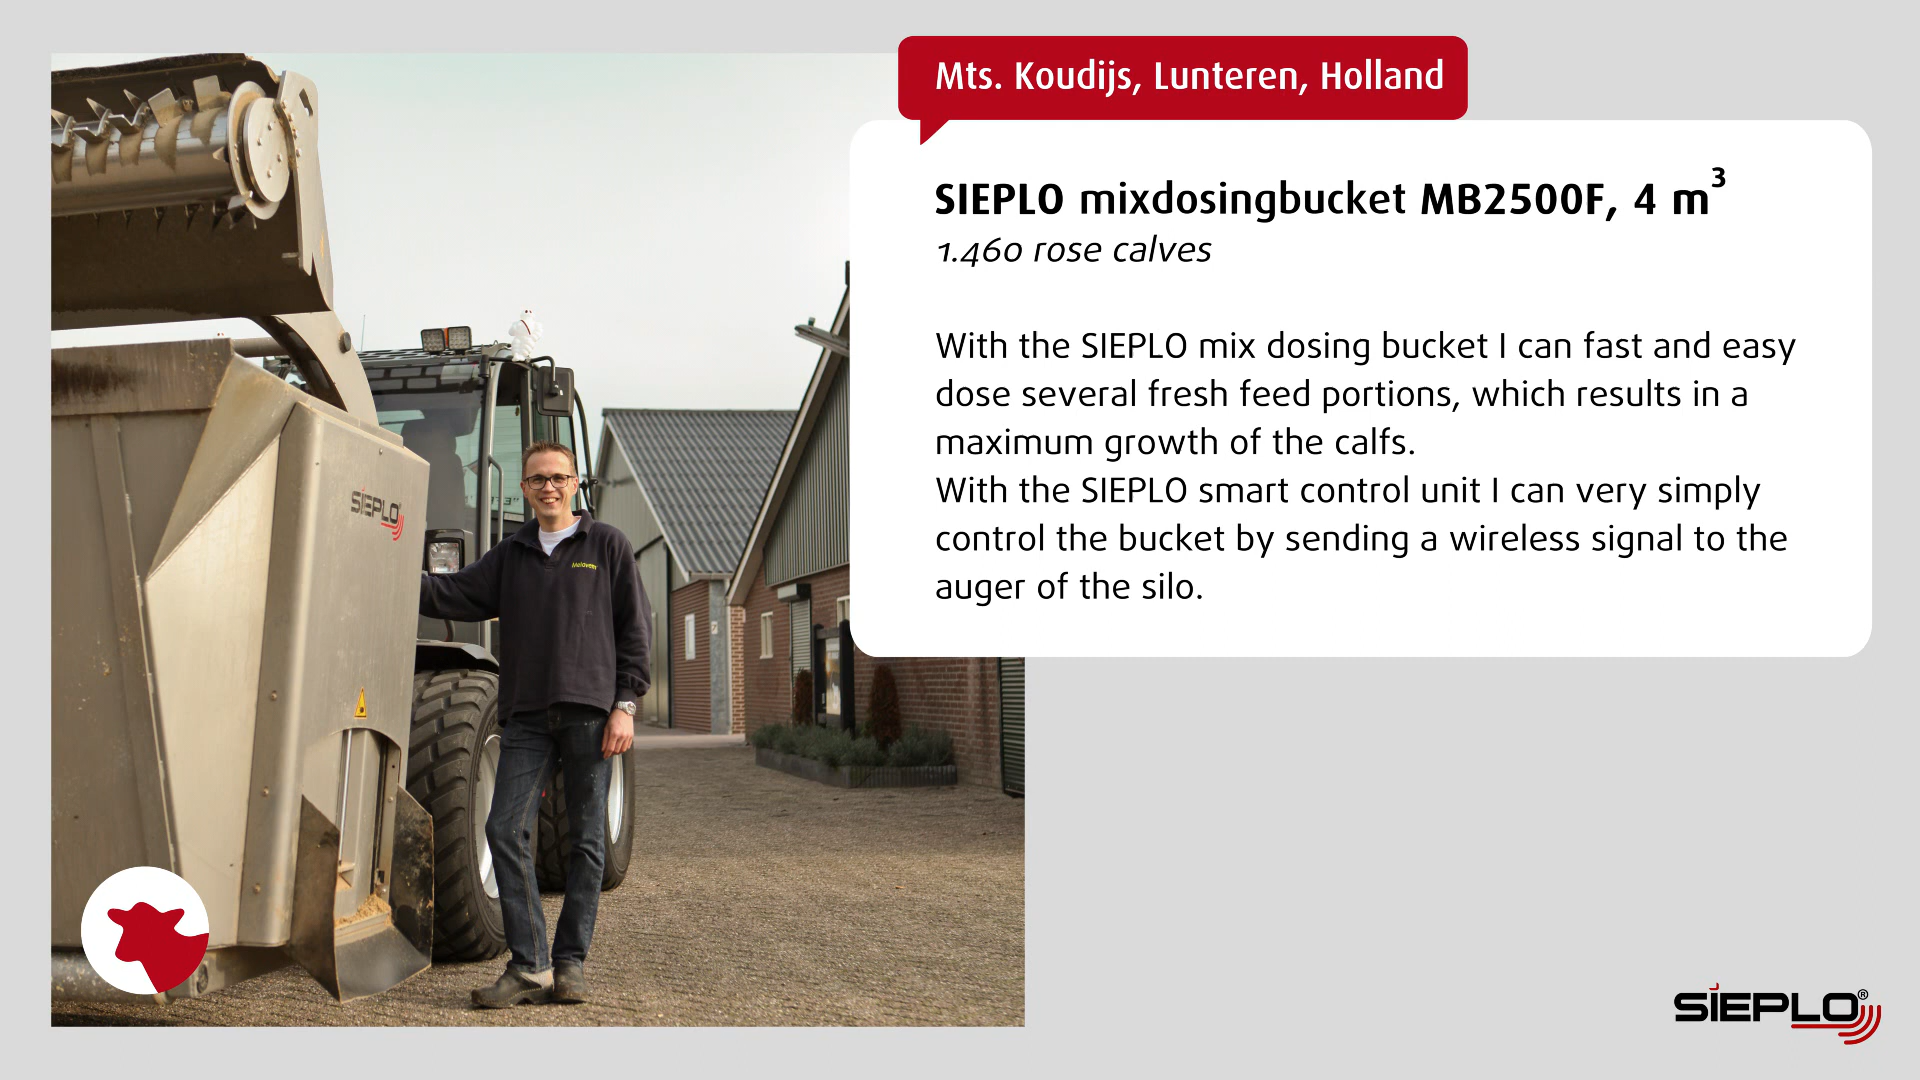 Mts. Koudijs, Lunteren, Holland
SIEPLO mixdosingbucket MB2500F, 4 m³
1.460 rose calves
With the SIEPLO mix dosing bucket I can fast and easy
dose several fresh feed portions, which results in a
maximum growth of the calfs.
With the SIEPLO smart control unit I can very simply
control the bucket by sending a wireless signal to the
auger of the silo.
SIEPLO
SIEPLO®